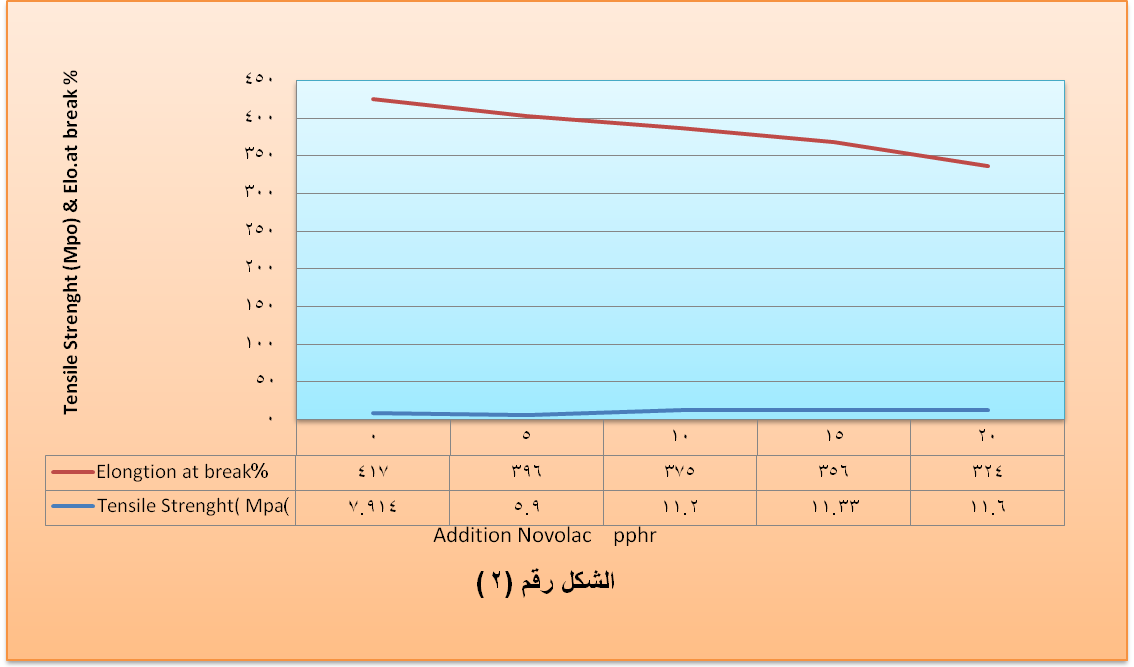 Tensile Strenght (Mpo) & Elo.at break %
٤٥٠
٤٠٠
٣٥٠
٣٠٠
٢٥٠
٢٠٠
١٥٠
١٠٠
٥٠
٠
٠ ٥ ١٠ ١٥ ٢٠
Elongtion at break% ٤١٧ ٣٩٦ ٣٧٥ ٣٥٦ ٣٢٤
Tensile Strenght( Mpa( ٧.٩١٤ ٥.٩ ١١.٢ ١١.٣٣ ١١.٦
Addition Novolac pphr
الشكل رقم (٢ )